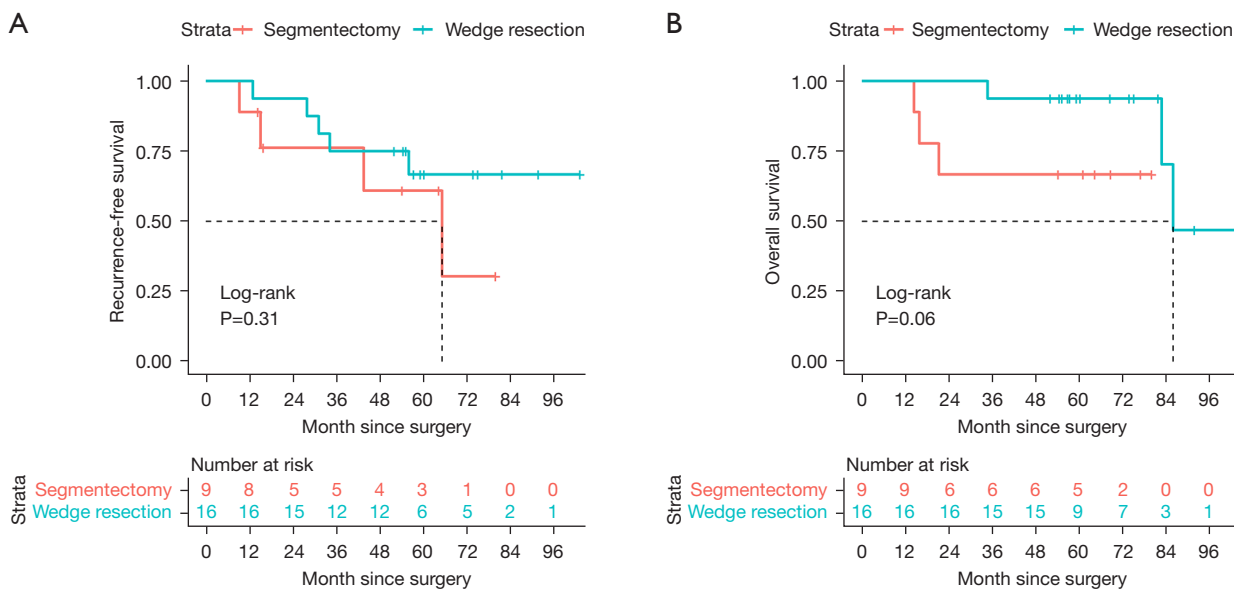 A
Strata Segmentectomy Wedge resection
Recurrence-free survival
1.00
0.75
0.50
0.25
0.00
Log-rank
P=0.31
0 12 24 36 48 60 72 84 96
Month since surgery
Number at risk
Strata
Segmentectomy 9 8 5 5 4 3 1 0 0
Wedge resection 16 16 15 12 12 6 5 2 1
0 12 24 36 48 60 72 84 96
Month since surgery
B
Strata Segmentectomy Wedge resection
Overall survival
1.00
0.75
0.50
0.25
0.00
Log-rank
P=0.06
0 12 24 36 48 60 72 84 96
Month since surgery
Number at risk
Strata
Segmentectomy 9 9 6 6 6 5 2 0 0
Wedge resection 16 16 16 15 15 9 7 3 1
0 12 24 36 48 60 72 84 96
Month since surgery